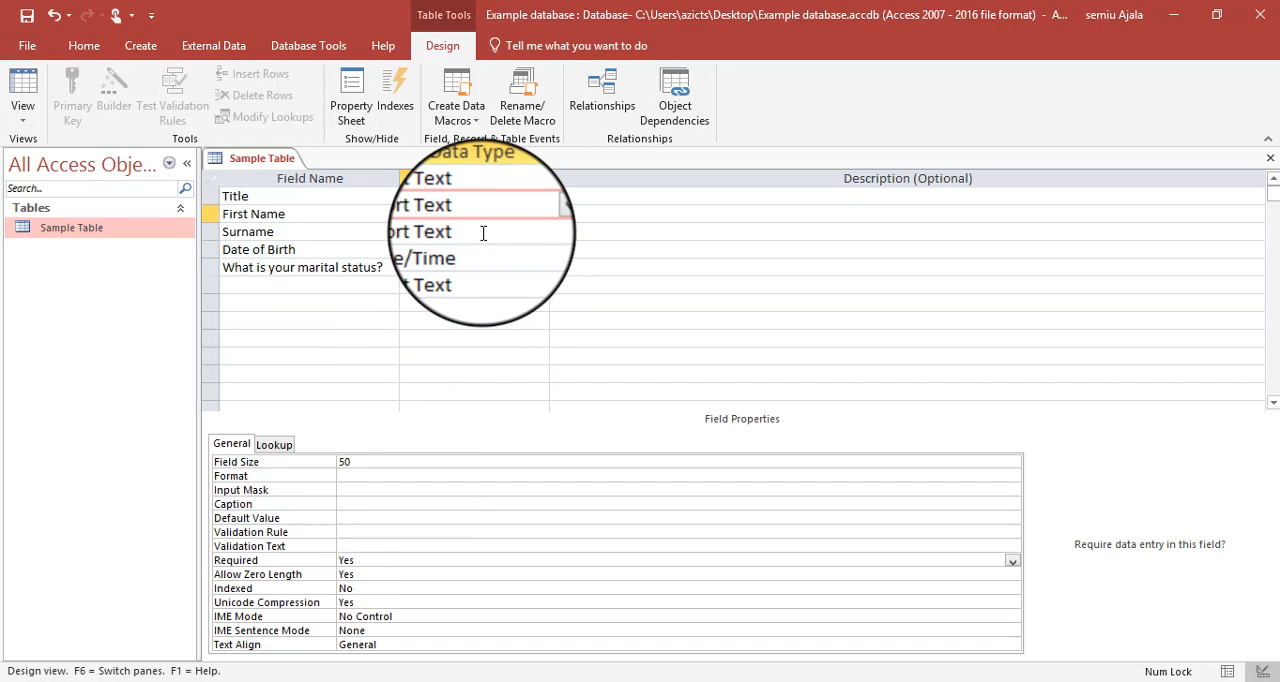 Table Tools
Example database : Database- C:\Users\azicts\Desktop\Example database.accdb (Access 2007 - 2016 file format) - A...
semiu Ajala
File
Home
Create
External Data
Database Tools
Help
Design
Tell me what you want to do
View
Primary Key
Builder
Test Validation Rules
Insert Rows
Delete Rows
Modify Lookups
Property Sheet
Indexes
Create Data Macros
Rename/ Delete Macro
Relationships
Object Dependencies
Views
Tools
Show/Hide
Field, Record & Table Events
Relationships
All Access Obje...
Search...
Tables
Sample Table
Sample Table
Field Name
Data Type
Description (Optional)
Title
t Text
First Name
rt Text
Surname
ort Text
Date of Birth
e/Time
What is your marital status?
t Text
Field Properties
General
Lookup
Field Size 50
Format
Input Mask
Caption
Default Value
Validation Rule
Validation Text
Required Yes
Allow Zero Length Yes
Indexed No
Unicode Compression Yes
IME Mode No Control
IME Sentence Mode None
Text Align General
Require data entry in this field?
Design view. F6 = Switch panes. F1 = Help.
Num Lock